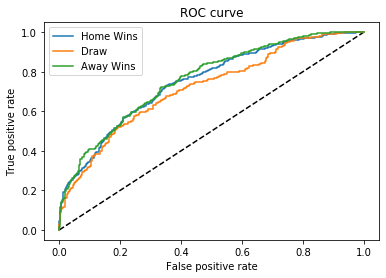 ROC curve
Home Wins
Draw
Away Wins
True positive rate
1.0
0.8
0.6
0.4
0.2
0.0
0.0 0.2 0.4 0.6 0.8 1.0
False positive rate